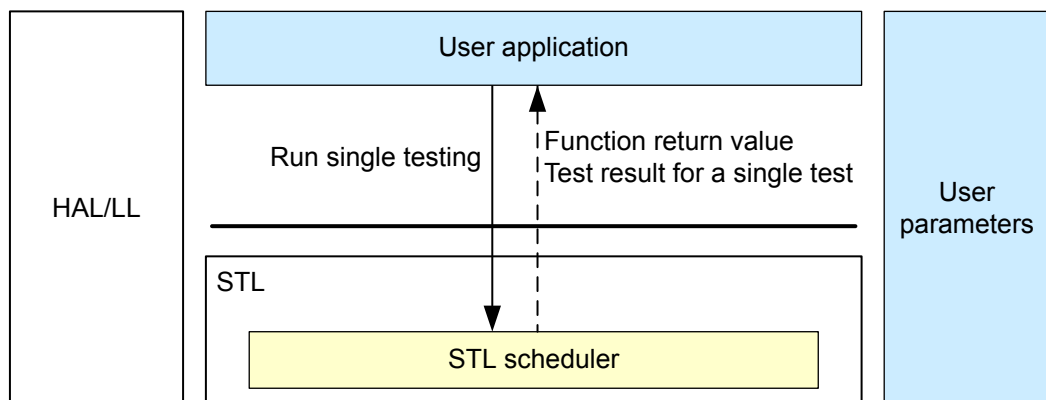 User application
Run single testing
Function return value
Test result for a single test
HAL/LL
User
parameters
STL
STL scheduler